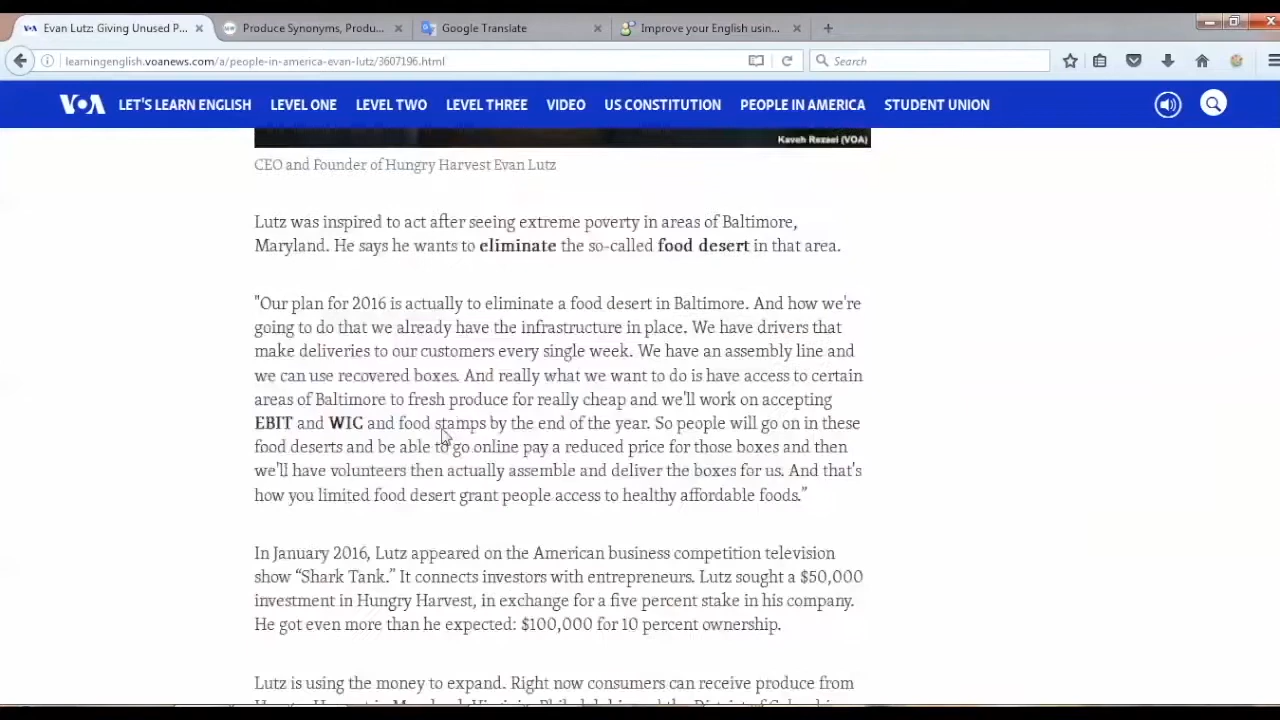 Evan Lutz: Giving Unused P...
Produce Synonyms, Produ...
Google Translate
Improve your English usin...
learningenglish.voanews.com/a/people-in-america-evan-lutz/3607196.html
Search
VOA LET'S LEARN ENGLISH LEVEL ONE LEVEL TWO LEVEL THREE VIDEO US CONSTITUTION PEOPLE IN AMERICA STUDENT UNION
Kaveh Rezaei (VOA)
CEO and Founder of Hungry Harvest Evan Lutz
Lutz was inspired to act after seeing extreme poverty in areas of Baltimore,
Maryland. He says he wants to eliminate the so-called food desert in that area.
"Our plan for 2016 is actually to eliminate a food desert in Baltimore. And how we're
going to do that we already have the infrastructure in place. We have drivers that
make deliveries to our customers every single week. We have an assembly line and
we can use recovered boxes. And really what we want to do is have access to certain
areas of Baltimore to fresh produce for really cheap and we'll work on accepting
EBIT and WIC and food stamps by the end of the year. So people will go on in these
food deserts and be able to go online pay a reduced price for those boxes and then
we'll have volunteers then actually assemble and deliver the boxes for us. And that's
how you limited food desert grant people access to healthy affordable foods.”
In January 2016, Lutz appeared on the American business competition television
show “Shark Tank.” It connects investors with entrepreneurs. Lutz sought a $50,000
investment in Hungry Harvest, in exchange for a five percent stake in his company.
He got even more than he expected: $100,000 for 10 percent ownership.
Lutz is using the money to expand. Right now consumers can receive produce from